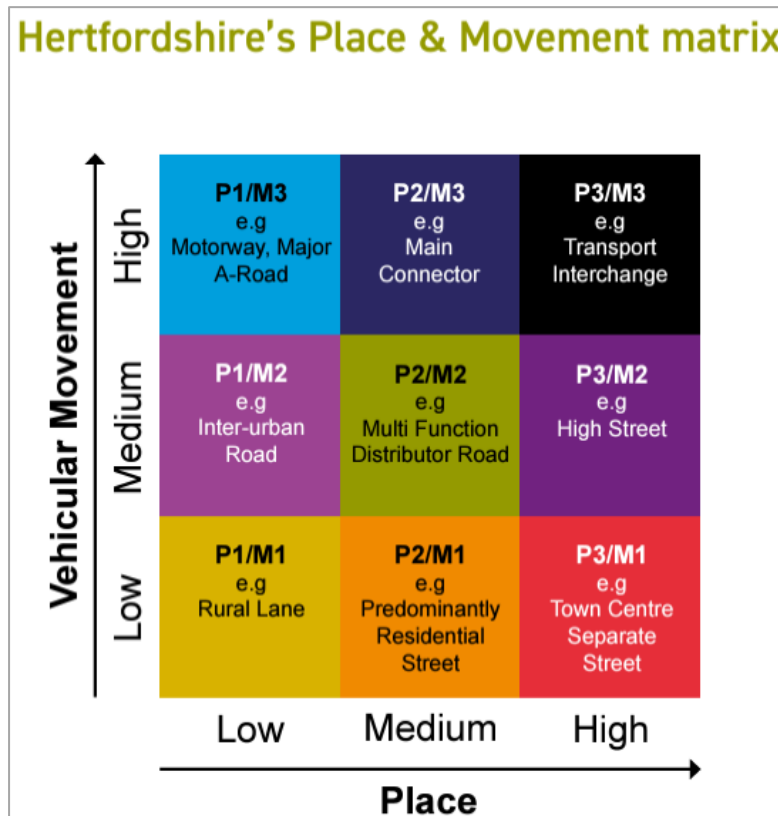 Hertfordshire's Place & Movement matrix
Vehicular Movement
High
P1/M3
e.g
Motorway, Major
A-Road
P2/M3
e.g
Main
Connector
P3/M3
e.g
Transport
Interchange
Medium
P1/M2
e.g
Inter-urban
Road
P2/M2
e.g
Multi Function
Distributor Road
P3/M2
e.g
High Street
Low
P1/M1
e.g
Rural Lane
P2/M1
e.g
Predominantly
Residential
Street
P3/M1
e.g
Town Centre
Separate
Street
Low
Medium
High
Place